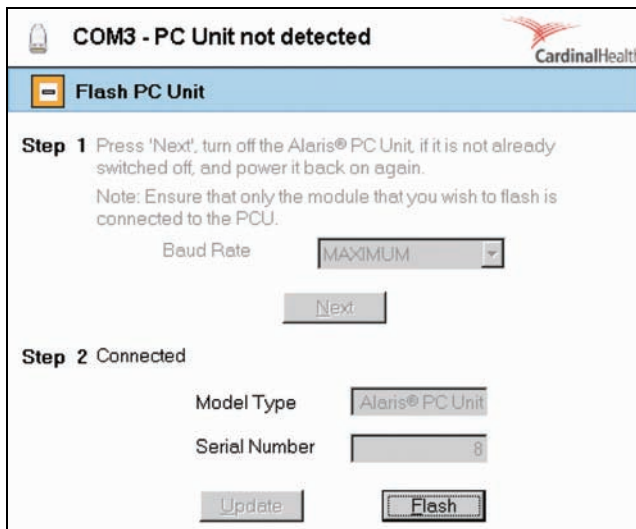 COM3 - PC Unit not detected
CardinalHealth
Flash PC Unit
Step 1 Press 'Next', turn off the Alaris® PC Unit, if it is not already
switched off, and power it back on again.
Note: Ensure that only the module that you wish to flash is
connected to the PCU.
Baud Rate MAXIMUM
Next
Step 2 Connected
Model Type Alaris® PC Unit
Serial Number 8
Update Flash